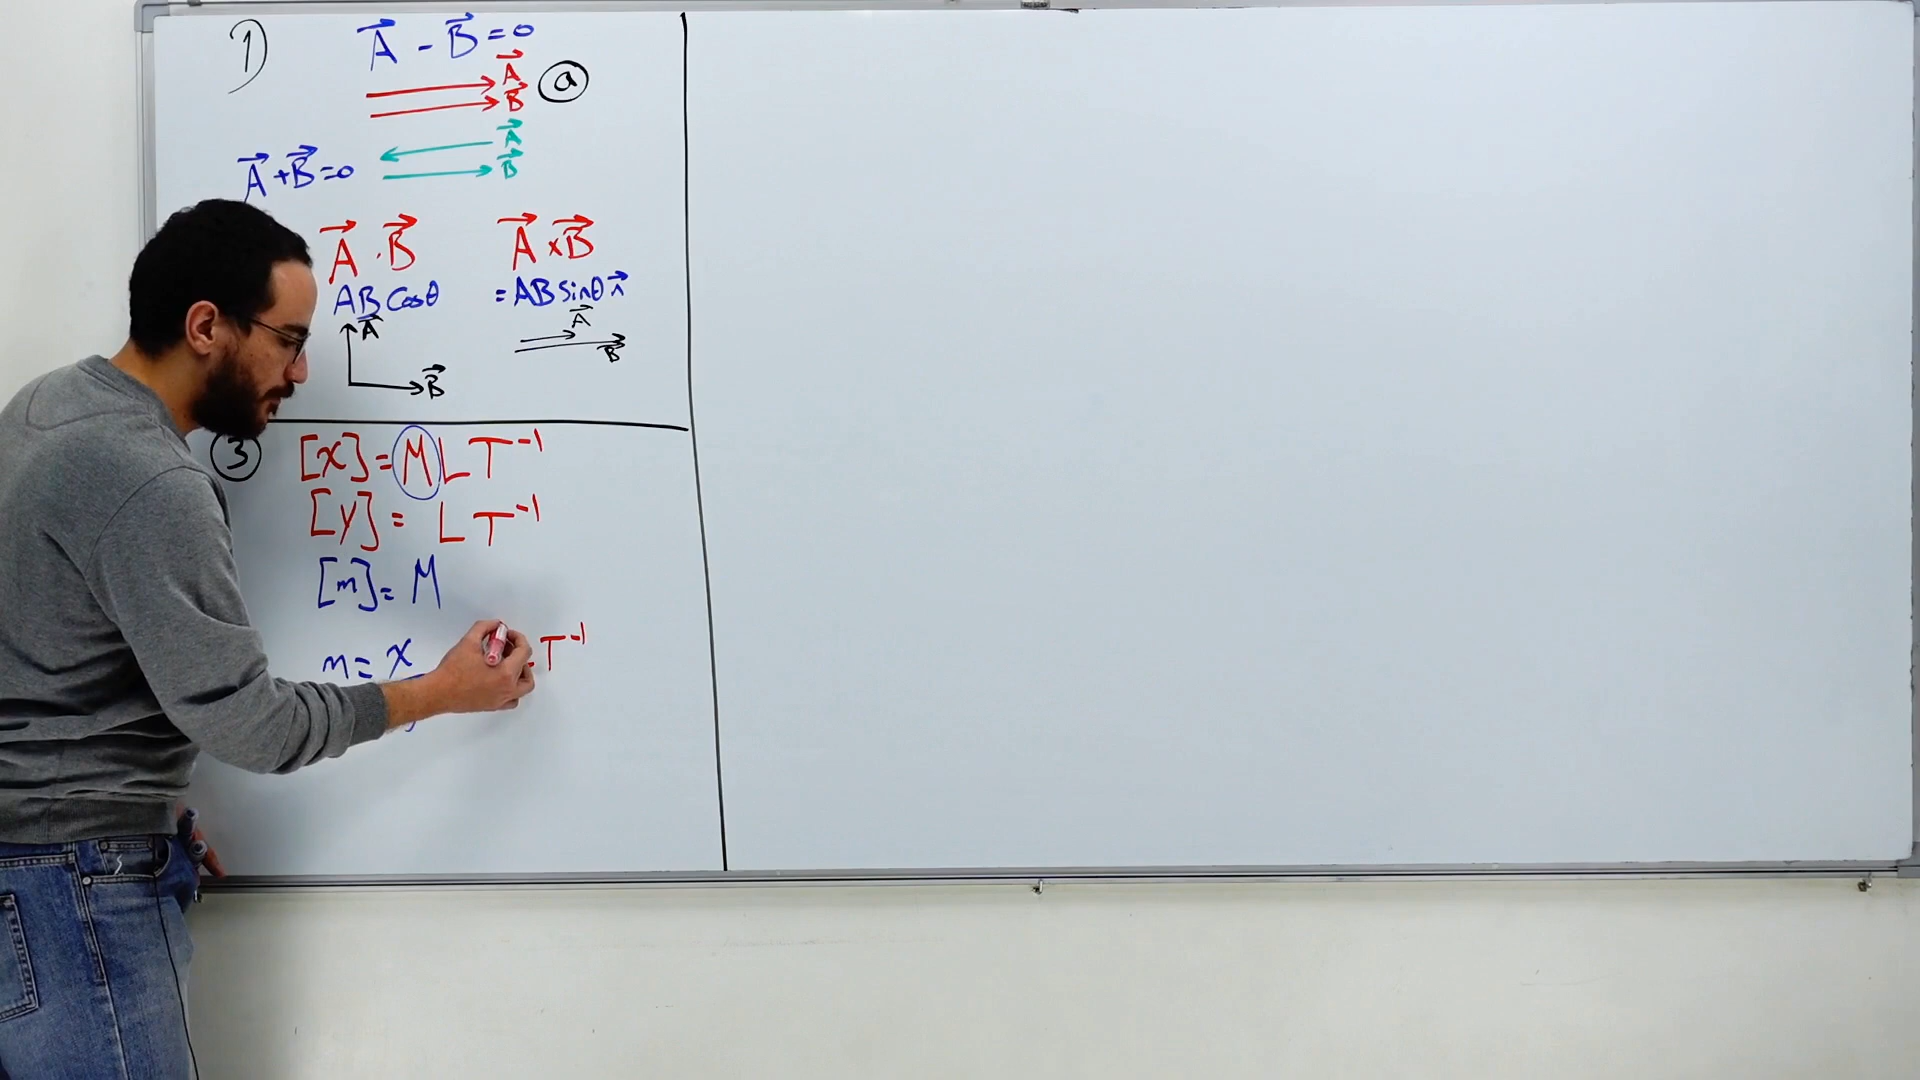 1) A⃗ - B⃗ = 0
A⃗
B⃗
(a)
A⃗
B⃗
A⃗ + B⃗ = 0
A⃗ · B⃗
AB Cosθ
A⃗
B⃗
A⃗ × B⃗
= AB sinθ n⃗
A⃗
B⃗
(3) [x] = M L T⁻¹
[y] = L T⁻¹
[m] = M
m = x
T⁻¹